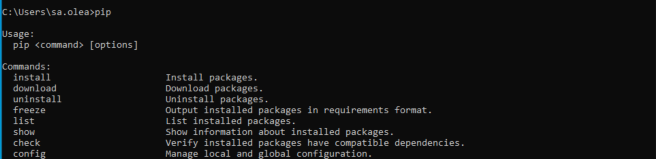 C:\Users\sa.olea>pip
Usage:
pip <command> [options]
Commands:
install Install packages.
download Download packages.
uninstall Uninstall packages.
freeze Output installed packages in requirements format.
list List installed packages.
show Show information about installed packages.
check Verify installed packages have compatible dependencies.
config Manage local and global configuration.